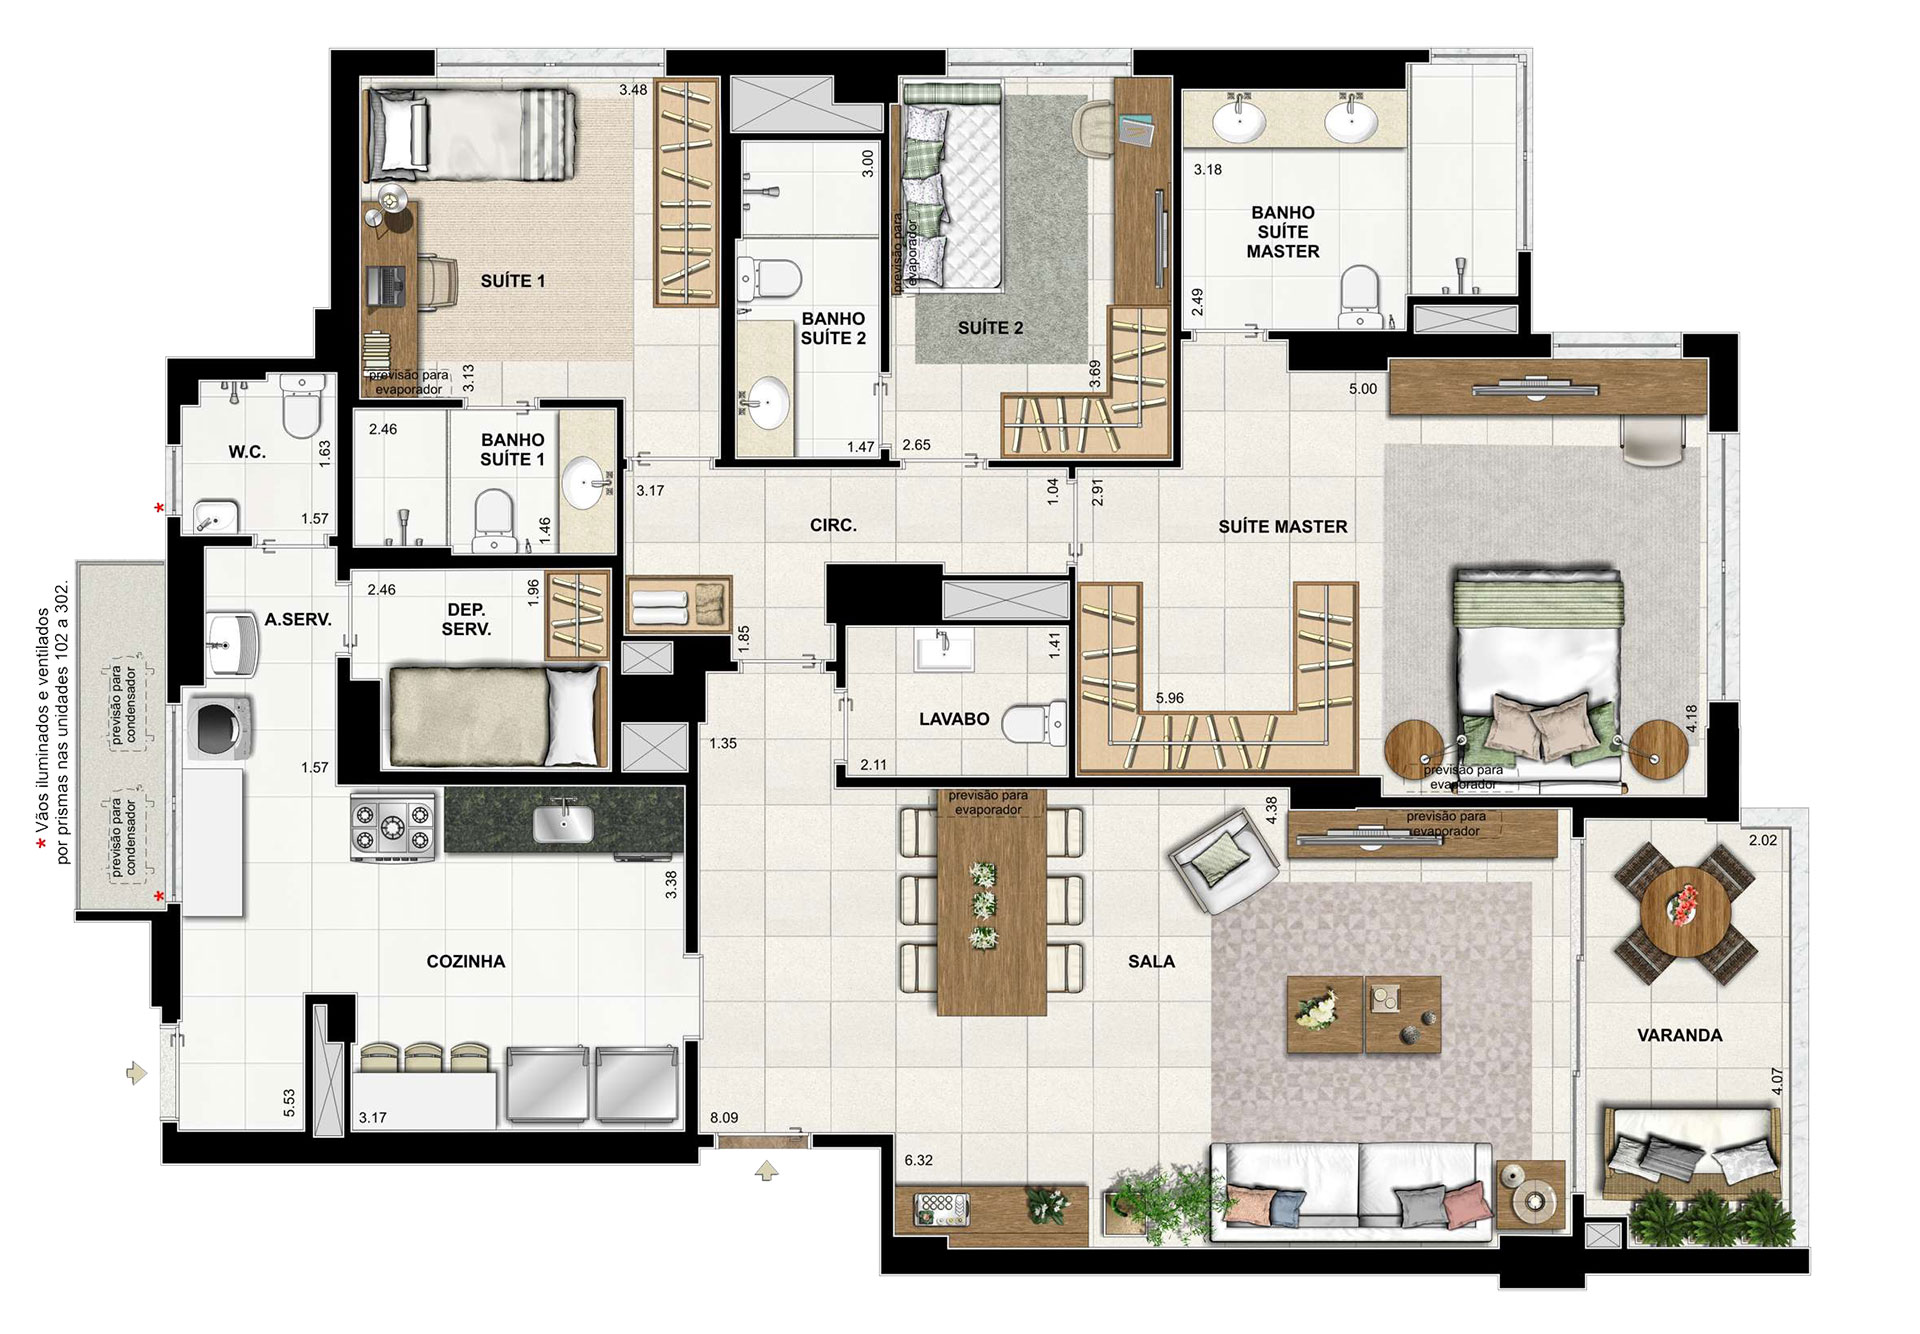 3.48
SUÍTE 1
previsão para
evaporador
3.13
3.00
BANHO
SUÍTE 2
1.47
previsão para
evaporador
SUÍTE 2
3.69
2.65
3.18
BANHO
SUÍTE
MASTER
2.49
5.00
W.C.
1.63
1.57
2.46
BANHO
SUÍTE 1
1.46
3.17
CIRC.
1.04
2.91
SUÍTE MASTER
5.96
4.18
previsão para
evaporador
* Vãos iluminados e ventilados
por prismas nas unidades 102 a 302.
*
*
previsão para
condensador
previsão para
condensador
A.SERV.
1.57
2.46
DEP.
SERV.
1.96
1.85
1.41
LAVABO
2.11
1.35
previsão para
evaporador
4.38
previsão para
evaporador
2.02
3.38
COZINHA
5.53
3.17
8.09
SALA
6.32
VARANDA
4.07